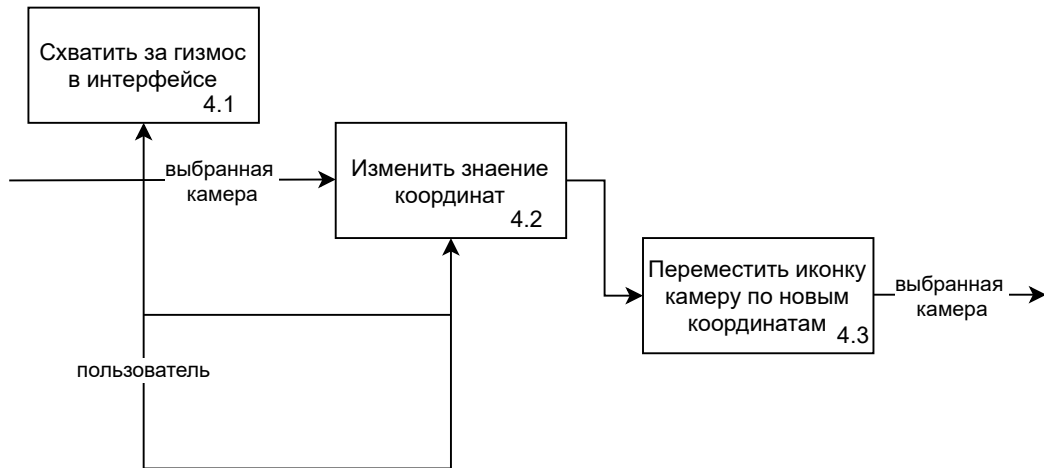 Схватить за гизмос
в интерфейсе
4.1
выбранная
камера
Изменить знаение
координат
4.2
Переместить иконку
камеру по новым
координатам
4.3
выбранная
камера
пользователь